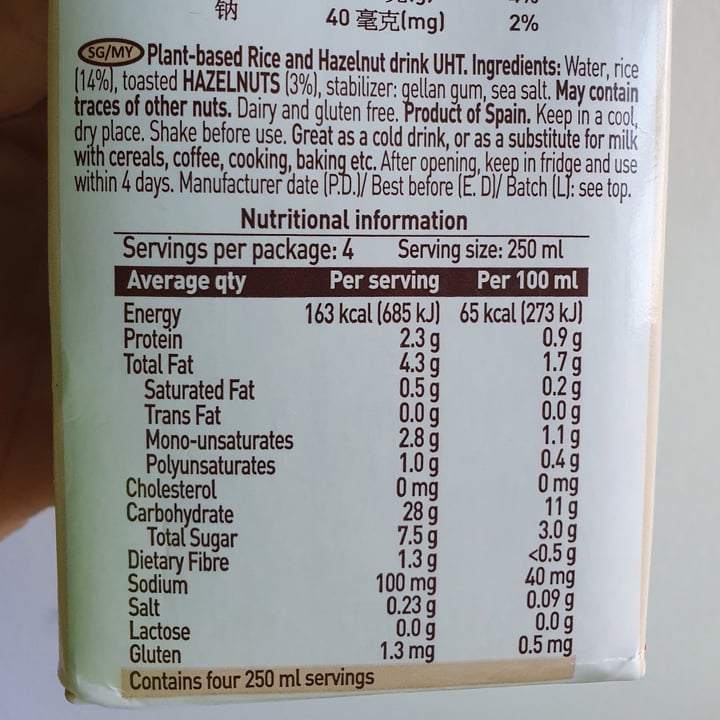 钠 40 毫克(mg) 2%
SG/MY Plant-based Rice and Hazelnut drink UHT. Ingredients: Water, rice
(14%), toasted HAZELNUTS (3%), stabilizer: gellan gum, sea salt. May contain
traces of other nuts. Dairy and gluten free. Product of Spain. Keep in a cool,
dry place. Shake before use. Great as a cold drink, or as a substitute for milk
with cereals, coffee, cooking, baking etc. After opening, keep in fridge and use
within 4 days. Manufacturer date (P.D.)/ Best before (E. D)/ Batch (L): see top.
Nutritional information
Servings per package: 4 Serving size: 250 ml
Average qty Per serving Per 100 ml
Energy 163 kcal (685 kJ) 65 kcal (273 kJ)
Protein 2.3 g 0.9 g
Total Fat 4.3 g 1.7 g
Saturated Fat 0.5 g 0.2 g
Trans Fat 0.0 g 0.0 g
Mono-unsaturates 2.8 g 1.1 g
Polyunsaturates 1.0 g 0.4 g
Cholesterol 0 mg 0 mg
Carbohydrate 28 g 11 g
Total Sugar 7.5 g 3.0 g
Dietary Fibre 1.3 g <0.5 g
Sodium 100 mg 40 mg
Salt 0.23 g 0.09 g
Lactose 0.0 g 0.0 g
Gluten 1.3 mg 0.5 mg
Contains four 250 ml servings